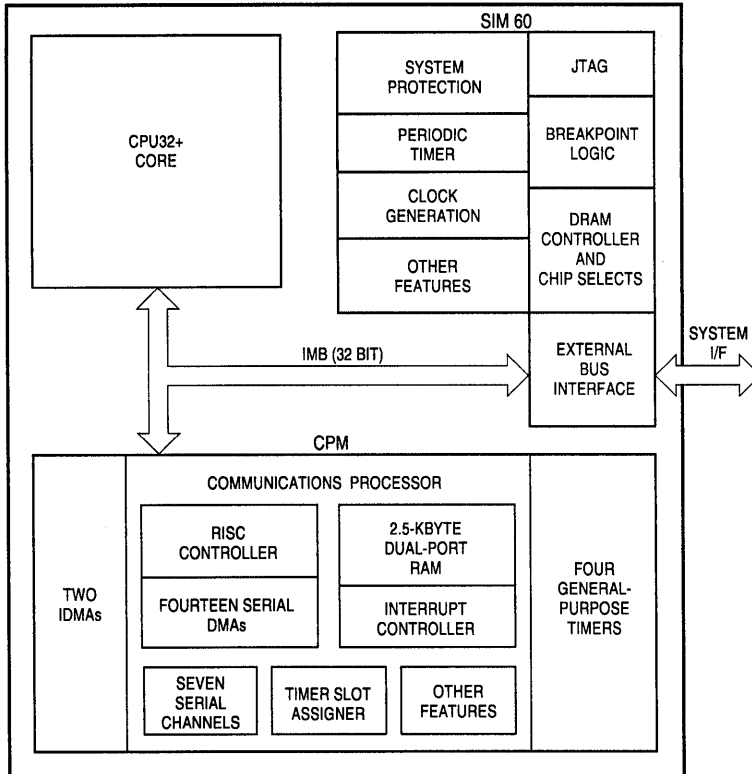 SIM 60
CPU32+
CORE
SYSTEM
PROTECTION
JTAG
PERIODIC
TIMER
BREAKPOINT
LOGIC
CLOCK
GENERATION
DRAM
CONTROLLER
AND
CHIP SELECTS
OTHER
FEATURES
IMB (32 BIT)
EXTERNAL
BUS
INTERFACE
SYSTEM
I/F
CPM
TWO
IDMAs
COMMUNICATIONS PROCESSOR
RISC
CONTROLLER
2.5-KBYTE
DUAL-PORT
RAM
FOURTEEN SERIAL
DMAs
INTERRUPT
CONTROLLER
SEVEN
SERIAL
CHANNELS
TIMER SLOT
ASSIGNER
OTHER
FEATURES
FOUR
GENERAL-
PURPOSE
TIMERS